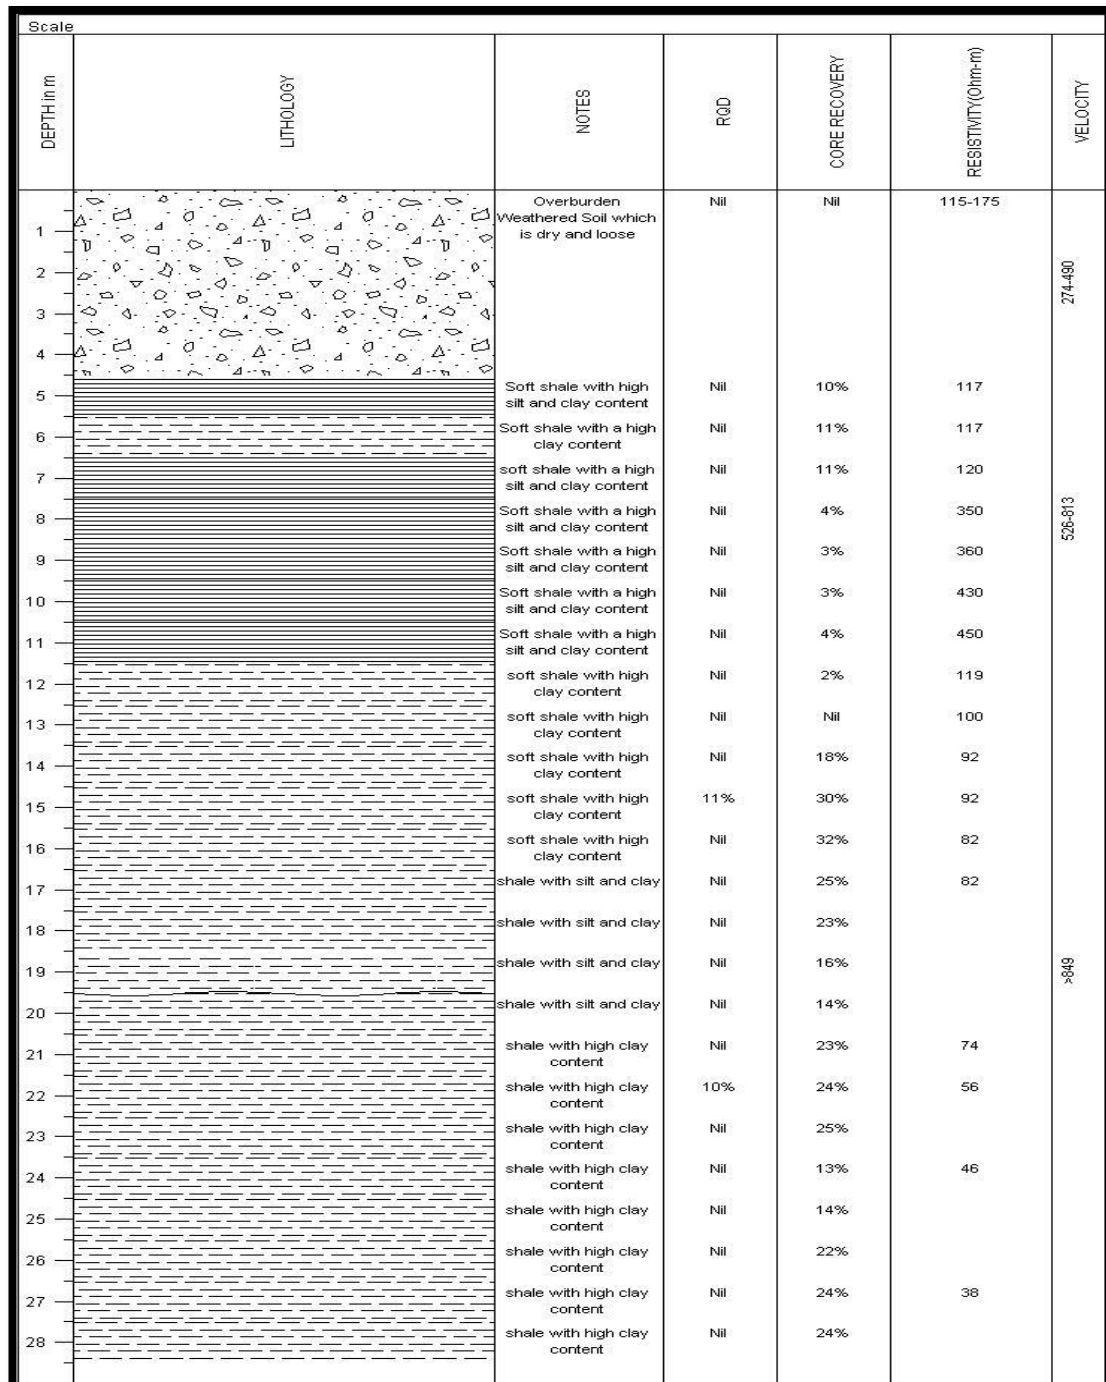 Scale
DEPTH in m LITHOLOGY NOTES RQD CORE RECOVERY RESISTIVITY(Ohm-m) VELOCITY
Overburden Nil Nil 115-175
Weathered Soil which
1 is dry and loose
2 274-490
3
4
Soft shale with high Nil 10% 117
5 silt and clay content
Soft shale with a high Nil 11% 117
6 clay content
soft shale with a high Nil 11% 120
7 silt and clay content
Soft shale with a high Nil 4% 350
8 silt and clay content 526-813
Soft shale with a high Nil 3% 360
9 silt and clay content
Soft shale with a high Nil 3% 430
10 silt and clay content
Soft shale with a high Nil 4% 450
11 silt and clay content
soft shale with high Nil 2% 119
12 clay content
soft shale with high Nil Nil 100
13 clay content
soft shale with high Nil 18% 92
14 clay content
soft shale with high 11% 30% 92
15 clay content
soft shale with high Nil 32% 82
16 clay content
shale with silt and clay Nil 25% 82
17
shale with silt and clay Nil 23%
18
shale with silt and clay Nil 16%
19 >849
shale with silt and clay Nil 14%
20
shale with high clay Nil 23% 74
21 content
shale with high clay 10% 24% 56
22 content
shale with high clay Nil 25%
23 content
shale with high clay Nil 13% 46
24 content
shale with high clay Nil 14%
25 content
shale with high clay Nil 22%
26 content
shale with high clay Nil 24% 38
27 content
shale with high clay Nil 24%
28 content